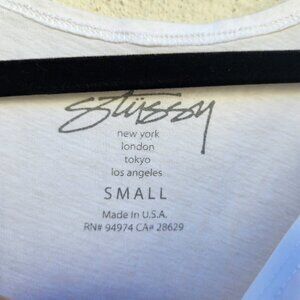 Stüssy
new york
london
tokyo
los angeles
SMALL
Made in U.S.A.
RN# 94974 CA# 28629